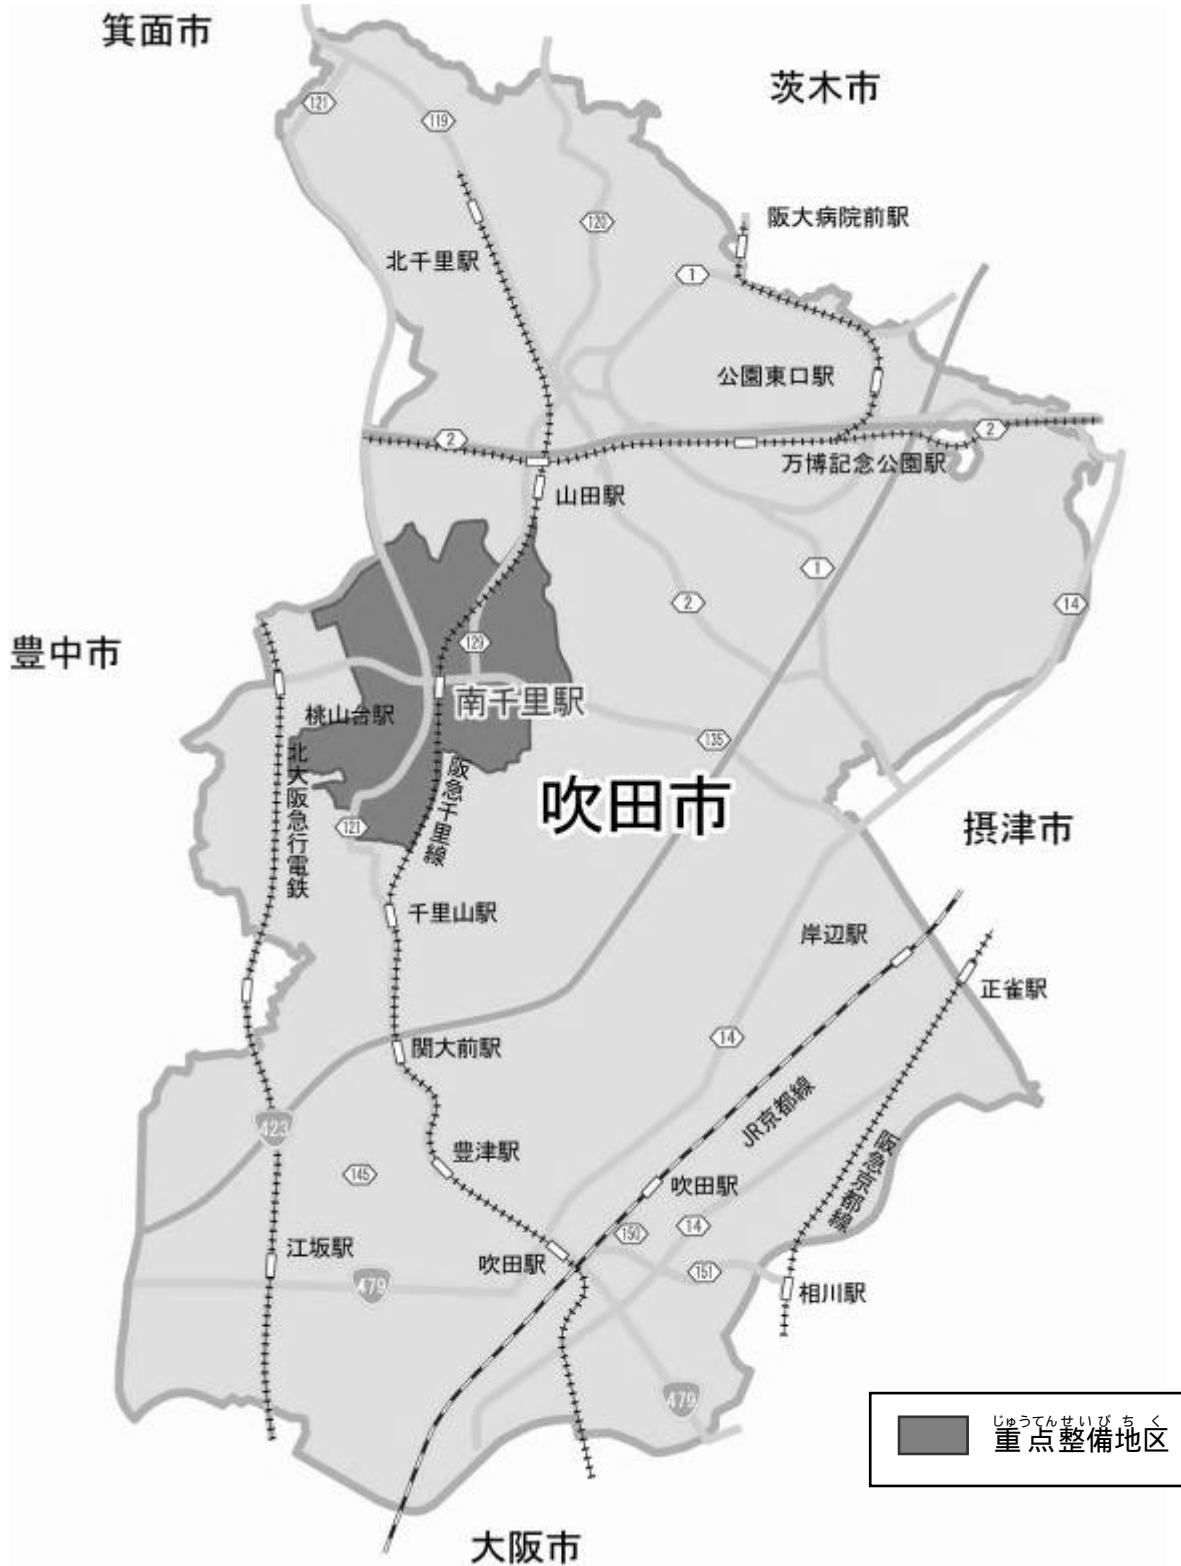 箕面市
茨木市
121
119
阪大病院前駅
120
北千里駅
1
公園東口駅
2
2
万博記念公園駅
山田駅
1
2
14
豊中市
129
南千里駅
桃山台駅
135
北大阪急行電鉄
阪急千里線
吹田市
121
摂津市
千里山駅
岸辺駅
正雀駅
14
関大前駅
JR京都線
423
阪急京都線
豊津駅
145
吹田駅
150
14
江坂駅
吹田駅
151
479
相川駅
479
じゅうてんせいびちく
重点整備地区
大阪市